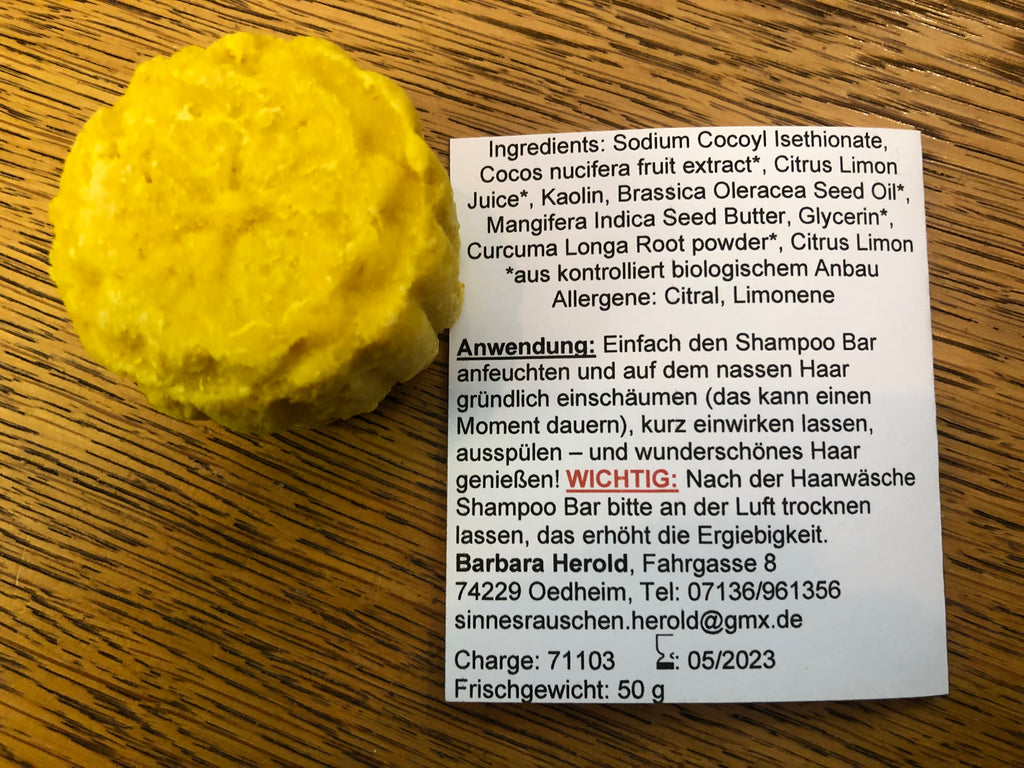 Ingredients: Sodium Cocoyl Isethionate,
Cocos nucifera fruit extract*, Citrus Limon
Juice*, Kaolin, Brassica Oleracea Seed Oil*,
Mangifera Indica Seed Butter, Glycerin*,
Curcuma Longa Root powder*, Citrus Limon
*aus kontrolliert biologischem Anbau
Allergene: Citral, Limonene
Anwendung: Einfach den Shampoo Bar
anfeuchten und auf dem nassen Haar
gründlich einschäumen (das kann einen
Moment dauern), kurz einwirken lassen,
ausspülen – und wunderschönes Haar
genießen! WICHTIG: Nach der Haarwäsche
Shampoo Bar bitte an der Luft trocknen
lassen, das erhöht die Ergiebigkeit.
Barbara Herold, Fahrgasse 8
74229 Oedheim, Tel: 07136/961356
sinnesrauschen.herold@gmx.de
Charge: 71103 : 05/2023
Frischgewicht: 50 g